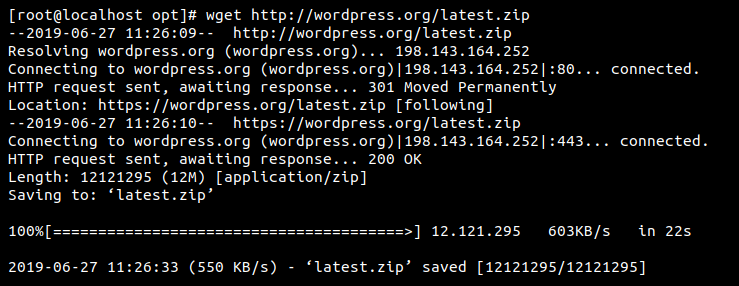 [root@localhost opt]# wget http://wordpress.org/latest.zip
--2019-06-27 11:26:09--  http://wordpress.org/latest.zip
Resolving wordpress.org (wordpress.org)... 198.143.164.252
Connecting to wordpress.org (wordpress.org)|198.143.164.252|:80... connected.
HTTP request sent, awaiting response... 301 Moved Permanently
Location: https://wordpress.org/latest.zip [following]
--2019-06-27 11:26:10--  https://wordpress.org/latest.zip
Connecting to wordpress.org (wordpress.org)|198.143.164.252|:443... connected.
HTTP request sent, awaiting response... 200 OK
Length: 12121295 (12M) [application/zip]
Saving to: ‘latest.zip’
100%[========================================>] 12.121.295   603KB/s   in 22s
2019-06-27 11:26:33 (550 KB/s) - ‘latest.zip’ saved [12121295/12121295]